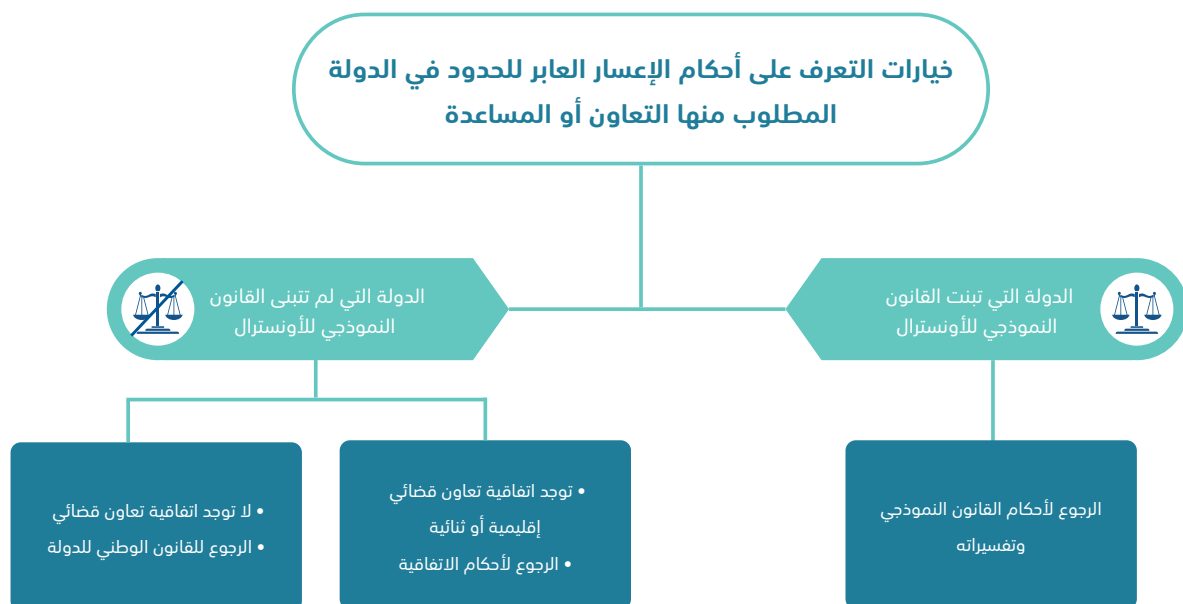 خيارات التعرف على أحكام الإعسار العابر للحدود في الدولة
المطلوب منها التعاون أو المساعدة
الدولة التي تبنت القانون
النموذجي للأونسترال
الدولة التي لم تتبنى القانون
النموذجي للأونسترال
الرجوع لأحكام القانون النموذجي
وتفسيراته
• توجد اتفاقية تعاون قضائي
إقليمية أو ثنائية
• الرجوع لأحكام الاتفاقية
• لا توجد اتفاقية تعاون قضائي
• الرجوع للقانون الوطني للدولة